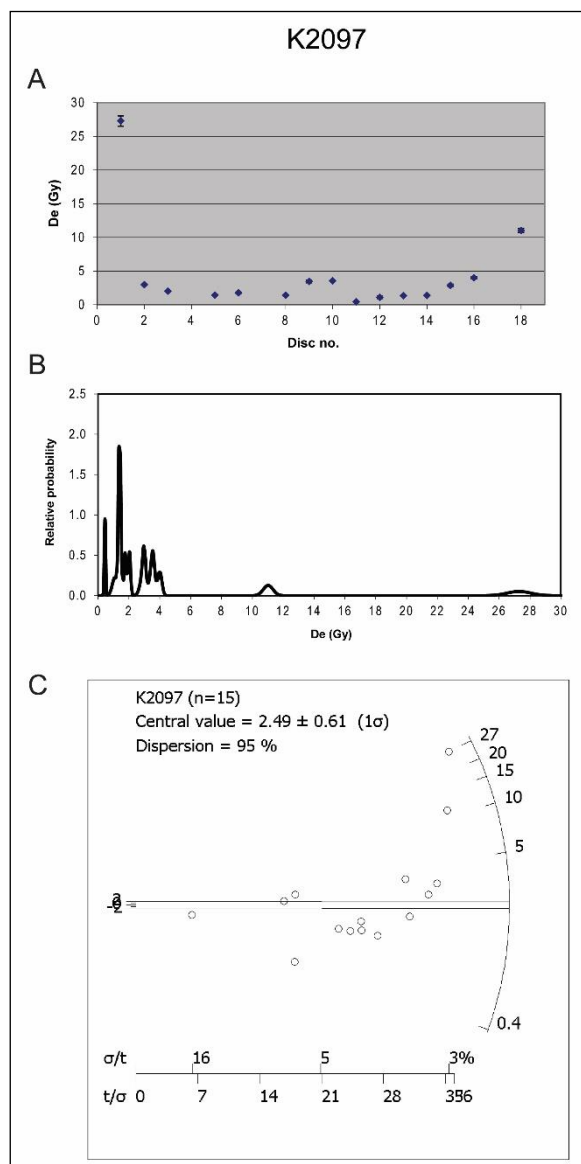 K2097
A
30
25
20
15
10
5
0
De (Gy)
0 2 4 6 8 10 12 14 16 18
Disc no.
B
2.5
2.0
1.5
1.0
0.5
0.0
Relative probability
0 2 4 6 8 10 12 14 16 18 20 22 24 26 28 30
De (Gy)
C
K2097 (n=15)
Central value = 2.49 ± 0.61 (1σ)
Dispersion = 95 %
27
20
15
10
5
0.4
2
-2
σ/t 16 5 3%
t/σ 0 7 14 21 28